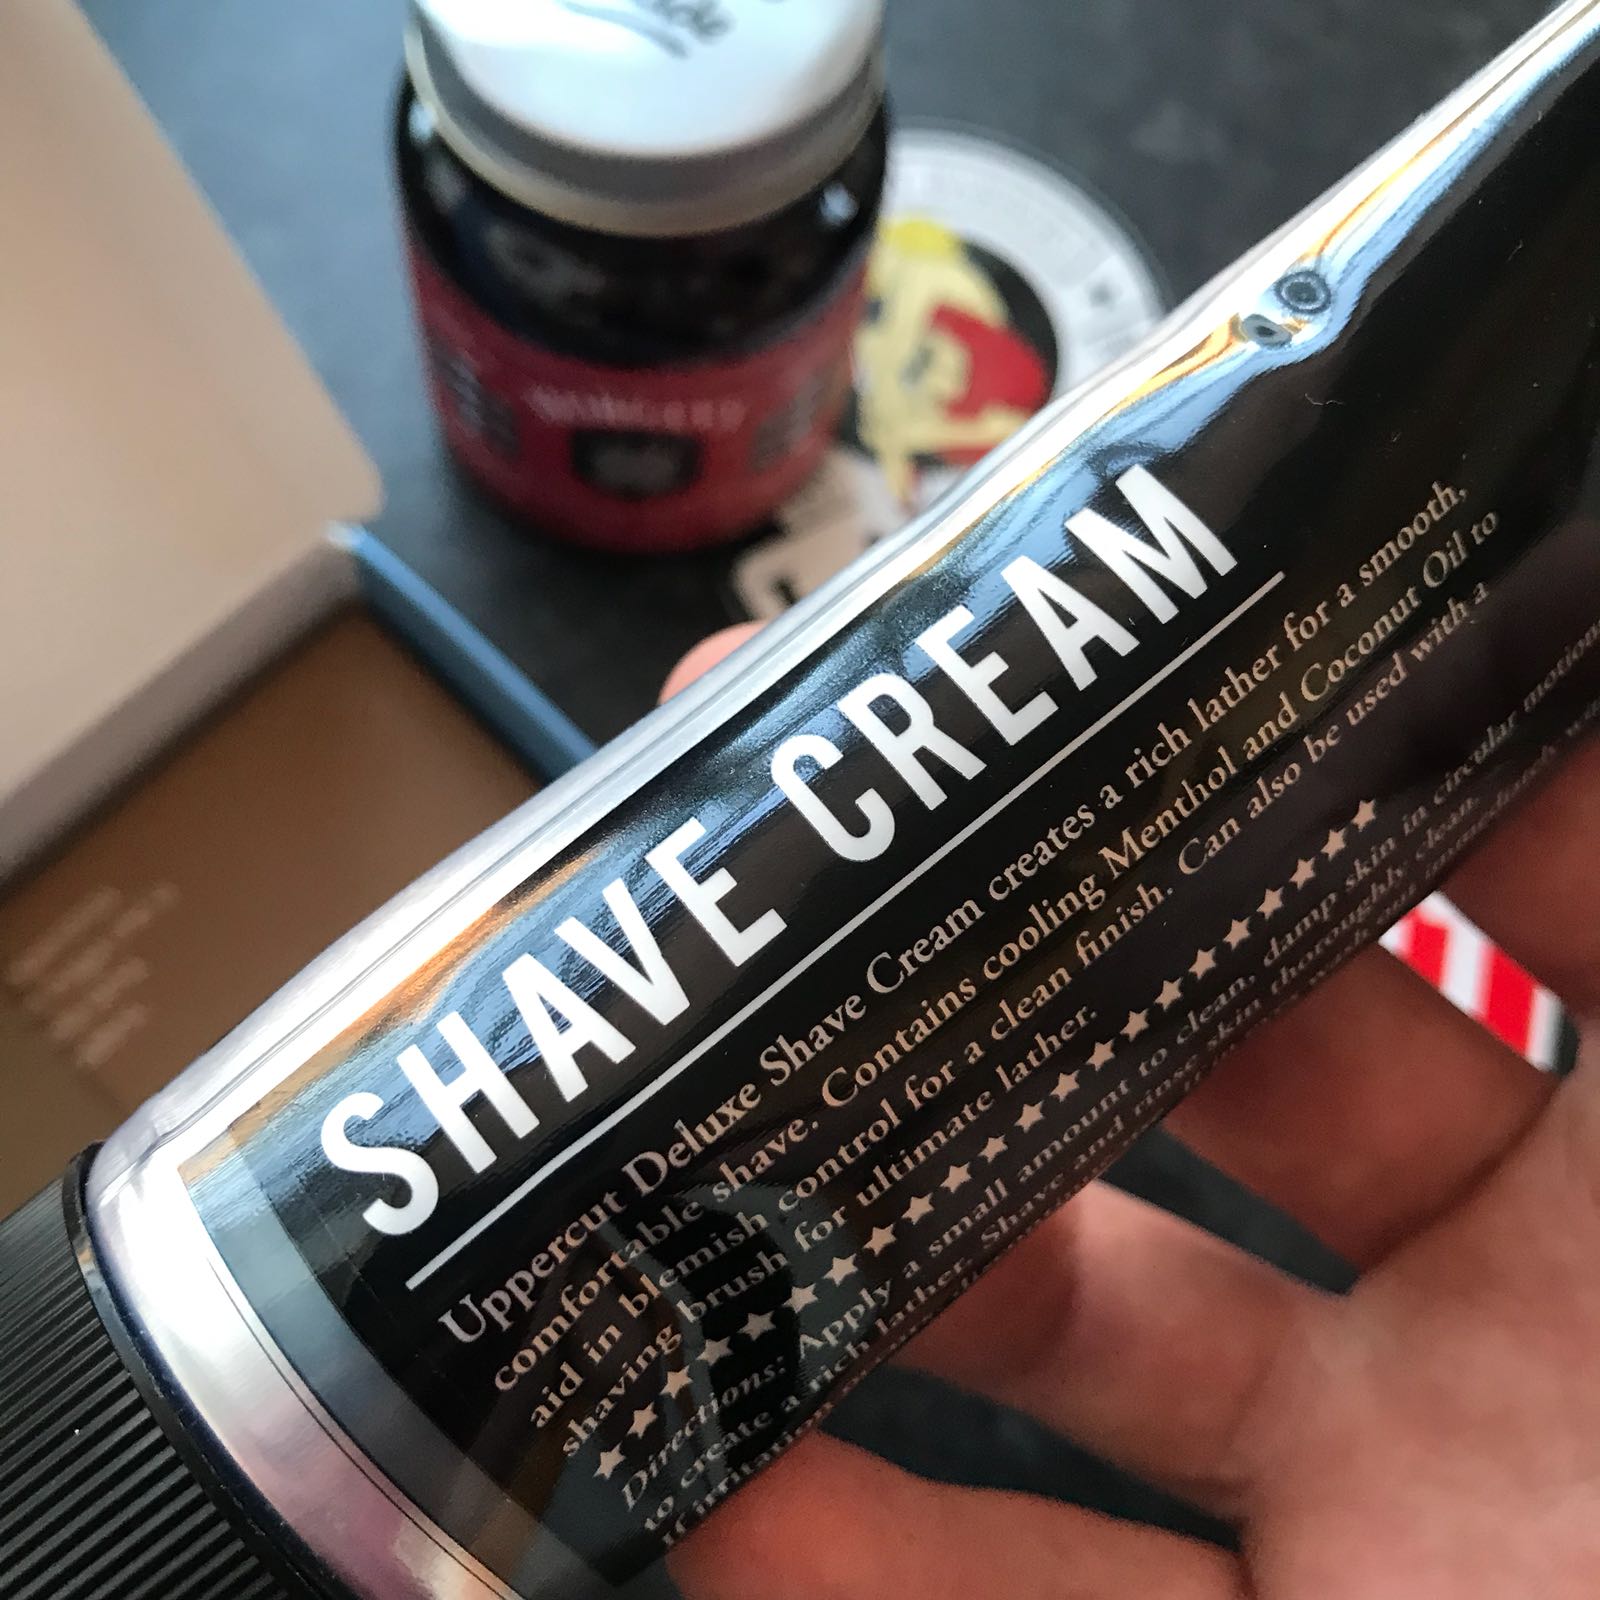 SHAVE CREAM
Uppercut Deluxe Shave Cream creates a rich lather for a smooth,
comfortable shave. Contains cooling Menthol and Coconut Oil to
aid in blemish control for a clean finish. Can also be used with a
shaving brush for ultimate lather.
Directions: Apply a small amount to clean, damp skin in circular motions
to create a rich lather. Shave and rinse skin thoroughly clean.
If irritation